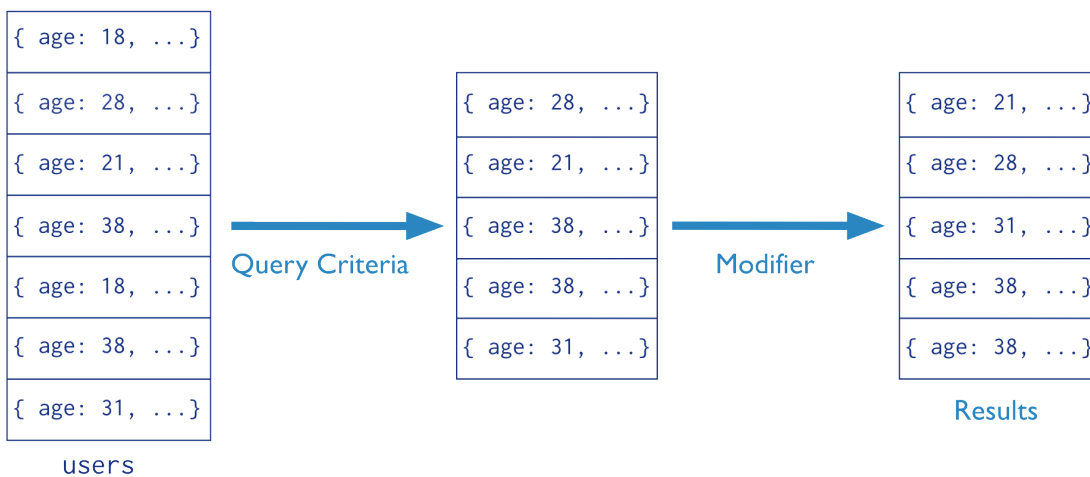 { age: 18, ...}
{ age: 28, ...}
{ age: 21, ...}
{ age: 38, ...}
{ age: 18, ...}
{ age: 38, ...}
{ age: 31, ...}
users
Query Criteria
{ age: 28, ...}
{ age: 21, ...}
{ age: 38, ...}
{ age: 38, ...}
{ age: 31, ...}
Modifier
{ age: 21, ...}
{ age: 28, ...}
{ age: 31, ...}
{ age: 38, ...}
{ age: 38, ...}
Results